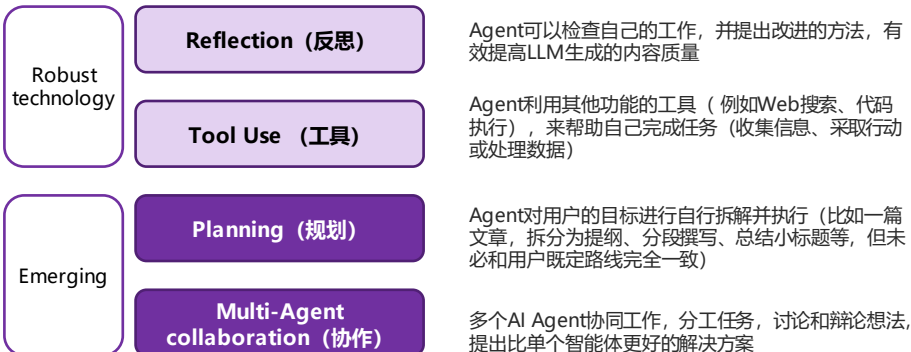 Robust
technology
Reflection（反思）
Agent可以检查自己的工作，并提出改进的方法，有
效提高LLM生成的内容质量
Tool Use （工具）
Agent利用其他功能的工具（ 例如Web搜索、代码
执行），来帮助自己完成任务（收集信息、采取行动
或处理数据）
Emerging
Planning（规划）
Agent对用户的目标进行自行拆解并执行（比如一篇
文章，拆分为提纲、分段撰写、总结小标题等，但未
必和用户既定路线完全一致）
Multi-Agent
collaboration（协作）
多个AI Agent协同工作，分工任务，讨论和辩论想法，
提出比单个智能体更好的解决方案